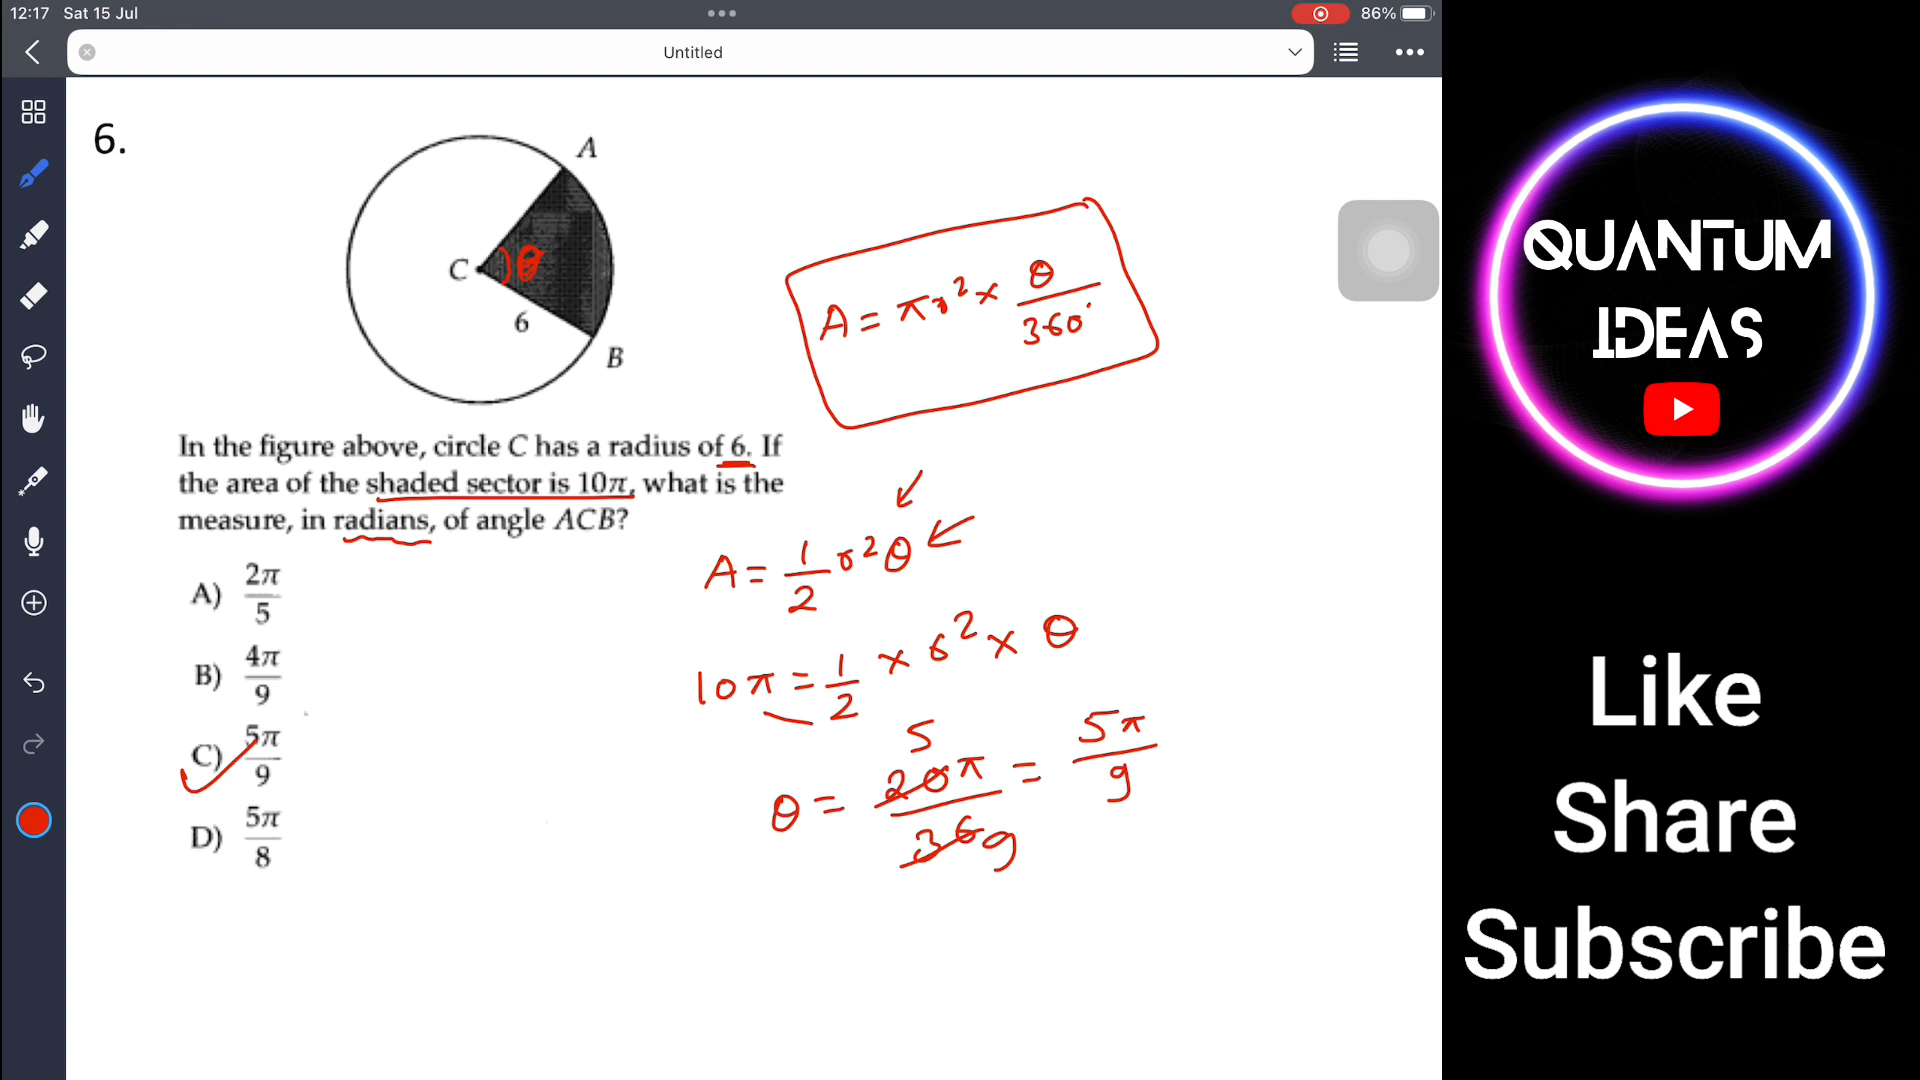 12:17 Sat 15 Jul
86%
Untitled
6.
A
C
θ
6
B
In the figure above, circle C has a radius of 6. If
the area of the shaded sector is 10π, what is the
measure, in radians, of angle ACB?
A) 2π/5
B) 4π/9
C) 5π/9
D) 5π/8
A = πr² × θ/360°
A = 1/2 r²θ
10π = 1/2 × 6² × θ
5
θ = 20π/36 = 5π/9
9
QUANTUM
IDEAS
Like
Share
Subscribe